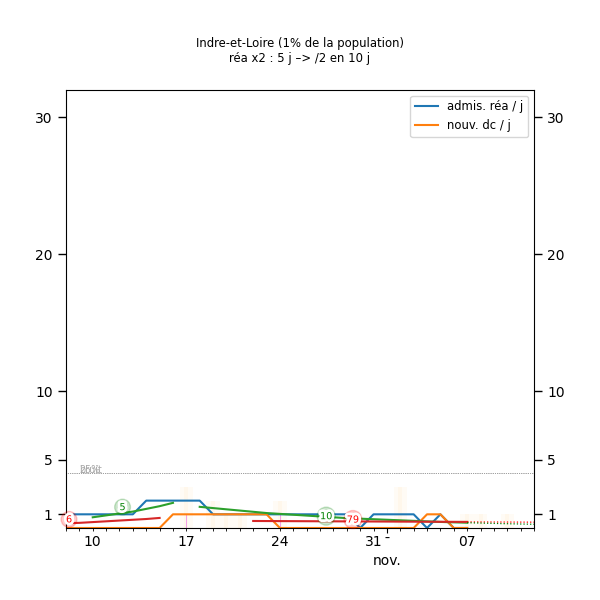 Indre-et-Loire (1% de la population)
réa x2 : 5 j –> /2 en 10 j
admis. réa / j
nouv. dc / j
30 30
20 20
10 10
5 5
1 1
6 5 10 79
10 17 24 31 07
nov.